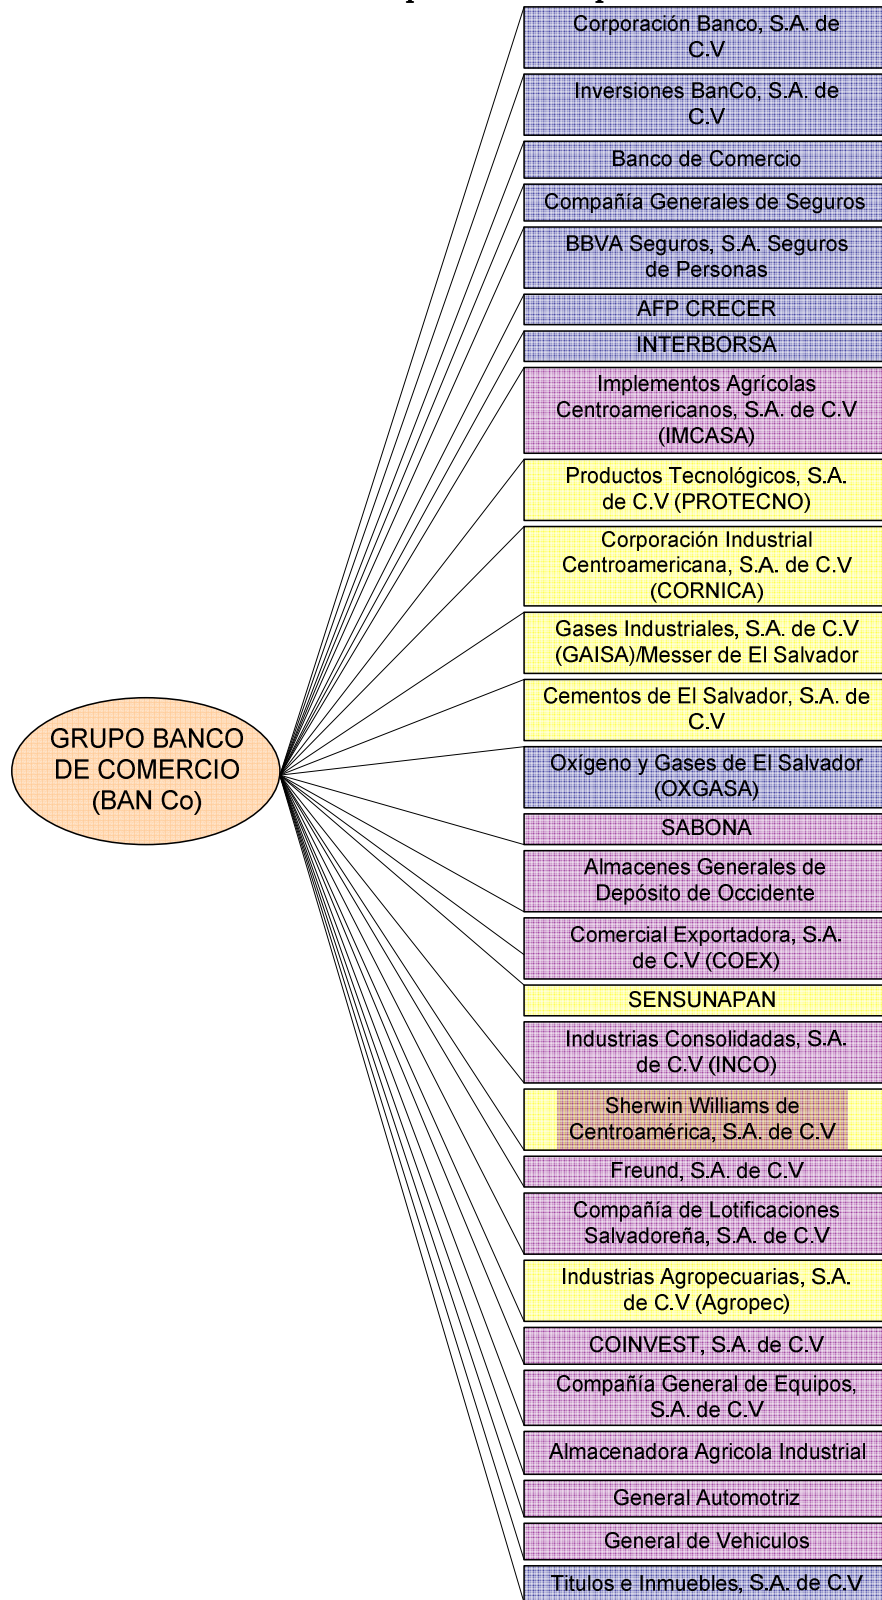 Corporación Banco, S.A. de
C.V
Inversiones BanCo, S.A. de
C.V
Banco de Comercio
Compañía Generales de Seguros
BBVA Seguros, S.A. Seguros
de Personas
AFP CRECER
INTERBORSA
Implementos Agrícolas
Centroamericanos, S.A. de C.V
(IMCASA)
Productos Tecnológicos, S.A.
de C.V (PROTECNO)
Corporación Industrial
Centroamericana, S.A. de C.V
(CORNICA)
Gases Industriales, S.A. de C.V
(GAISA)/Messer de El Salvador
Cementos de El Salvador, S.A. de
C.V
GRUPO BANCO
DE COMERCIO
(BAN Co)
Oxígeno y Gases de El Salvador
(OXGASA)
SABONA
Almacenes Generales de
Depósito de Occidente
Comercial Exportadora, S.A.
de C.V (COEX)
SENSUNAPAN
Industrias Consolidadas, S.A.
de C.V (INCO)
Sherwin Williams de
Centroamérica, S.A. de C.V
Freund, S.A. de C.V
Compañía de Lotificaciones
Salvadoreña, S.A. de C.V
Industrias Agropecuarias, S.A.
de C.V (Agropec)
COINVEST, S.A. de C.V
Compañía General de Equipos,
S.A. de C.V
Almacenadora Agricola Industrial
General Automotriz
General de Vehiculos
Titulos e Inmuebles, S.A. de C.V